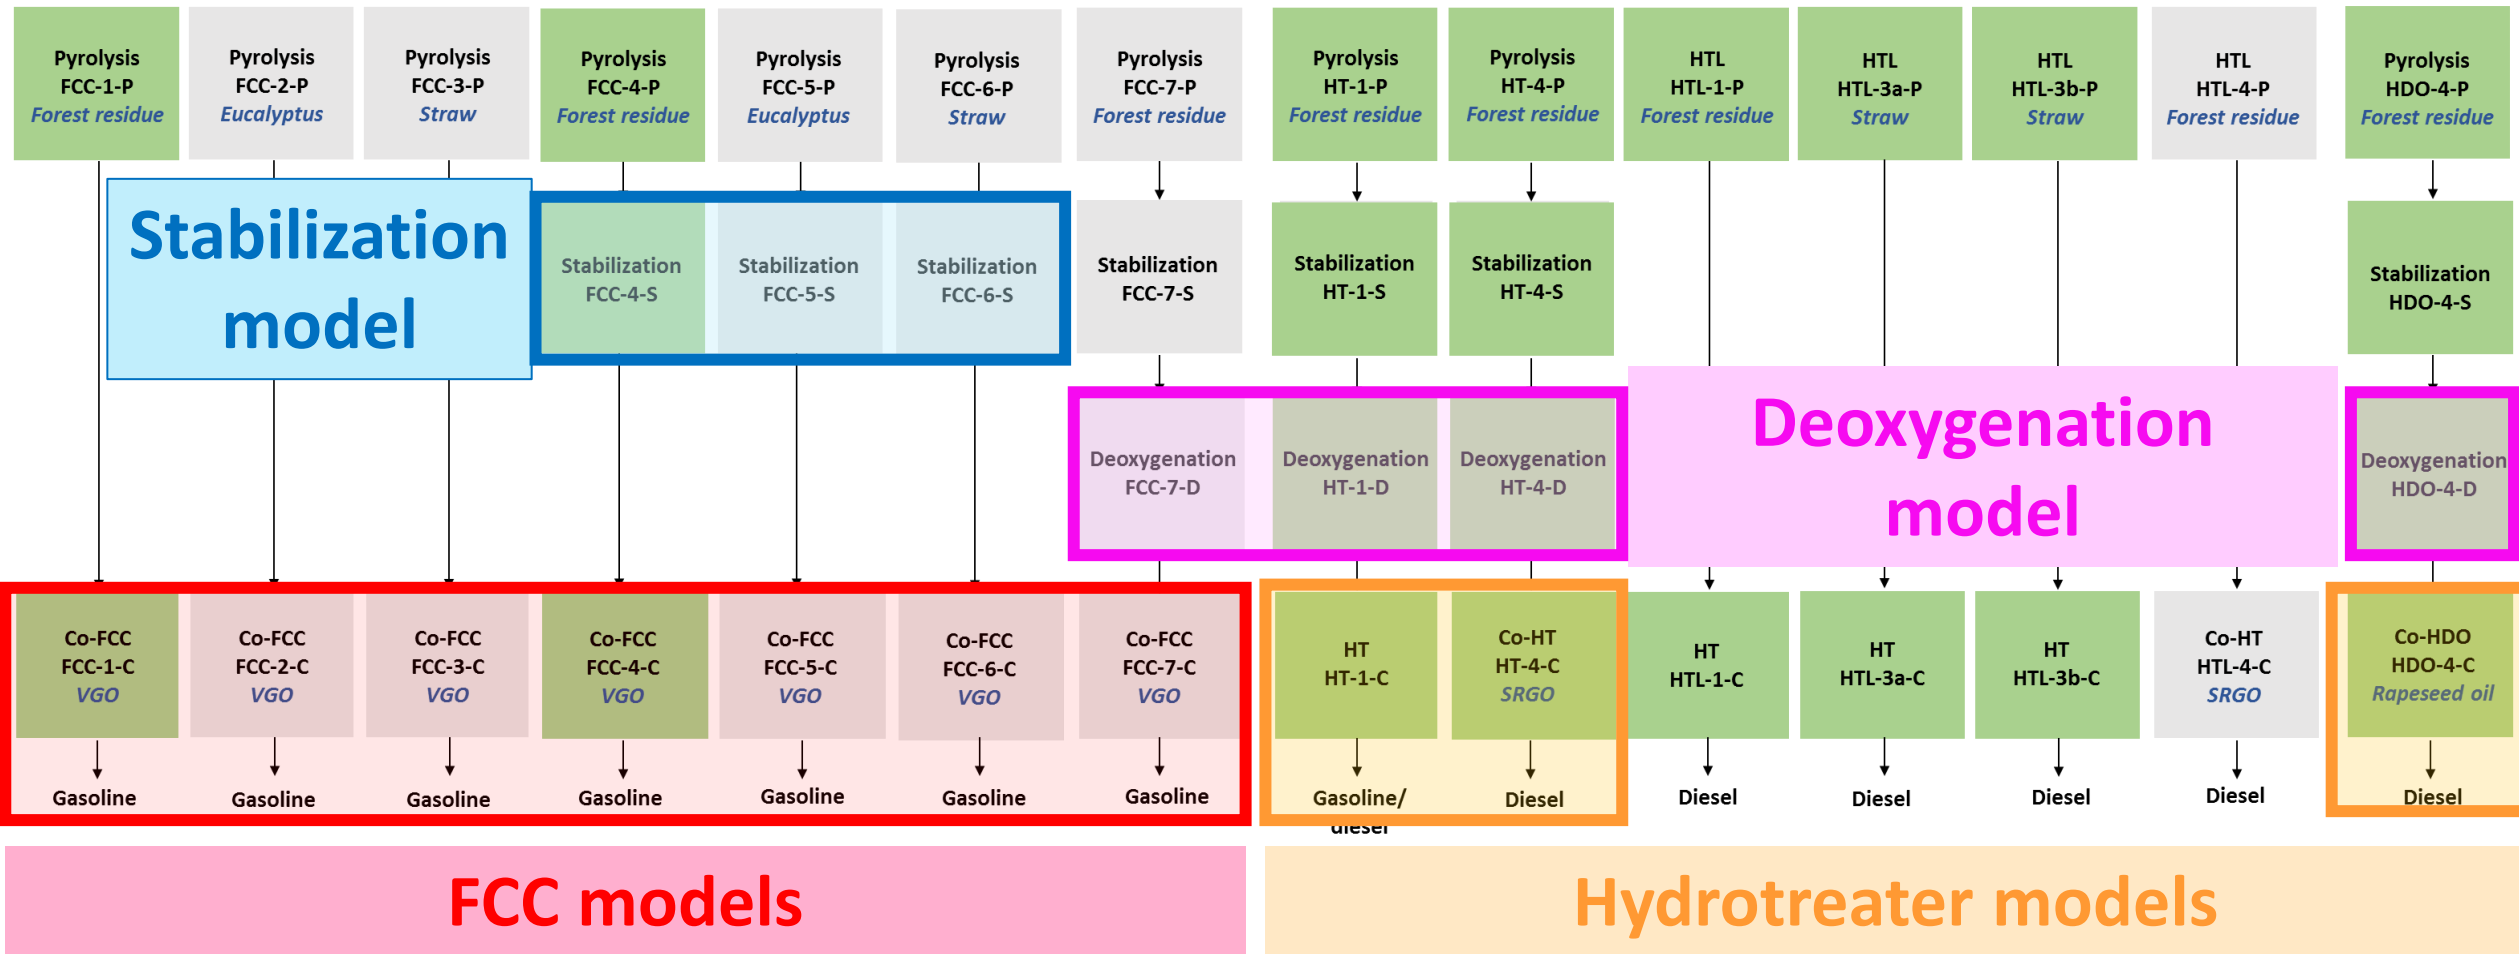 Pyrolysis
FCC-1-P
Forest residue
Pyrolysis
FCC-2-P
Eucalyptus
Pyrolysis
FCC-3-P
Straw
Pyrolysis
FCC-4-P
Forest residue
Pyrolysis
FCC-5-P
Eucalyptus
Pyrolysis
FCC-6-P
Straw
Pyrolysis
FCC-7-P
Forest residue
Pyrolysis
HT-1-P
Forest residue
Pyrolysis
HT-4-P
Forest residue
HTL
HTL-1-P
Forest residue
HTL
HTL-3a-P
Straw
HTL
HTL-3b-P
Straw
HTL
HTL-4-P
Forest residue
Pyrolysis
HDO-4-P
Forest residue
Stabilization
model
Stabilization
FCC-4-S
Stabilization
FCC-5-S
Stabilization
FCC-6-S
Stabilization
FCC-7-S
Stabilization
HT-1-S
Stabilization
HT-4-S
Stabilization
HDO-4-S
Deoxygenation
FCC-7-D
Deoxygenation
HT-1-D
Deoxygenation
HT-4-D
Deoxygenation
model
Deoxygenation
HDO-4-D
Co-FCC
FCC-1-C
VGO
Co-FCC
FCC-2-C
VGO
Co-FCC
FCC-3-C
VGO
Co-FCC
FCC-4-C
VGO
Co-FCC
FCC-5-C
VGO
Co-FCC
FCC-6-C
VGO
Co-FCC
FCC-7-C
VGO
HT
HT-1-C
Co-HT
HT-4-C
SRGO
HT
HTL-1-C
HT
HTL-3a-C
HT
HTL-3b-C
Co-HT
HTL-4-C
SRGO
Co-HDO
HDO-4-C
Rapeseed oil
Gasoline
Gasoline
Gasoline
Gasoline
Gasoline
Gasoline
Gasoline
Gasoline/
diesel
Diesel
Diesel
Diesel
Diesel
Diesel
Diesel
FCC models
Hydrotreater models